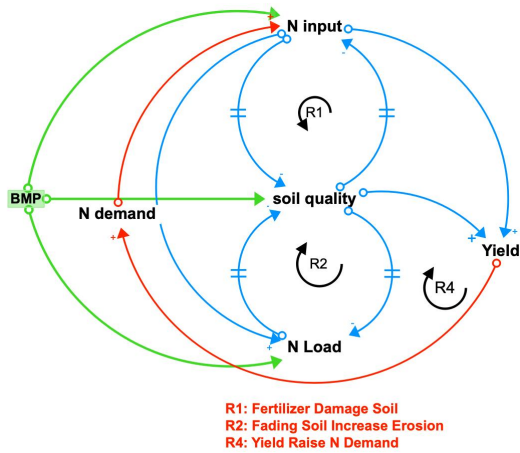 N input
R1
BMP
soil quality
N demand
Yield
R2
R4
N Load
R1: Fertilizer Damage Soil
R2: Fading Soil Increase Erosion
R4: Yield Raise N Demand